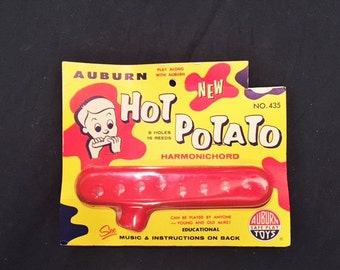 AUBURN
PLAY ALONG
WITH AUBURN
NEW
HOT POTATO
NO. 435
8 HOLES
16 REEDS
HARMONICHORD
CAN BE PLAYED BY ANYONE
— YOUNG AND OLD ALIKE!
EDUCATIONAL
See
MUSIC & INSTRUCTIONS ON BACK
AUBURN
SAFE PLAY
TOYS